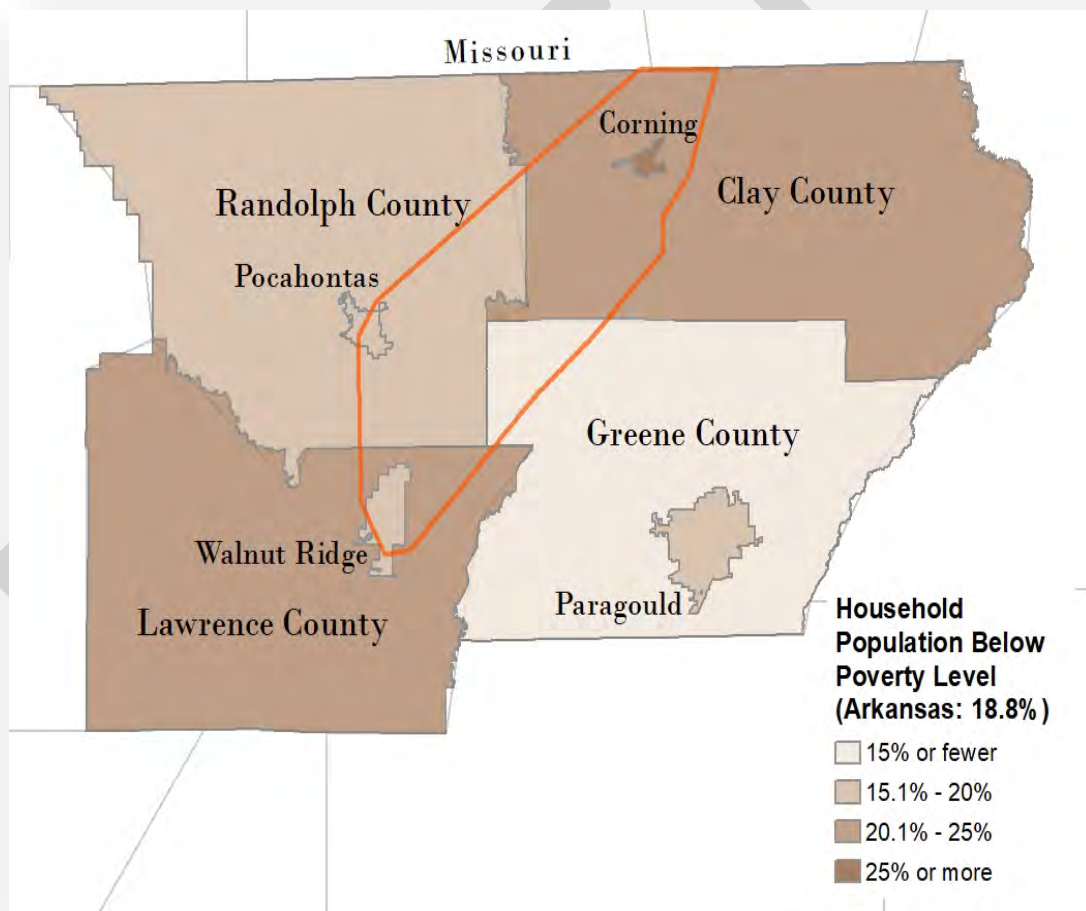 Missouri
Corning
Randolph County
Clay County
Pocahontas
Greene County
Walnut Ridge
Paragould
Lawrence County
Household
Population Below
Poverty Level
(Arkansas: 18.8%)
15% or fewer
15.1% - 20%
20.1% - 25%
25% or more